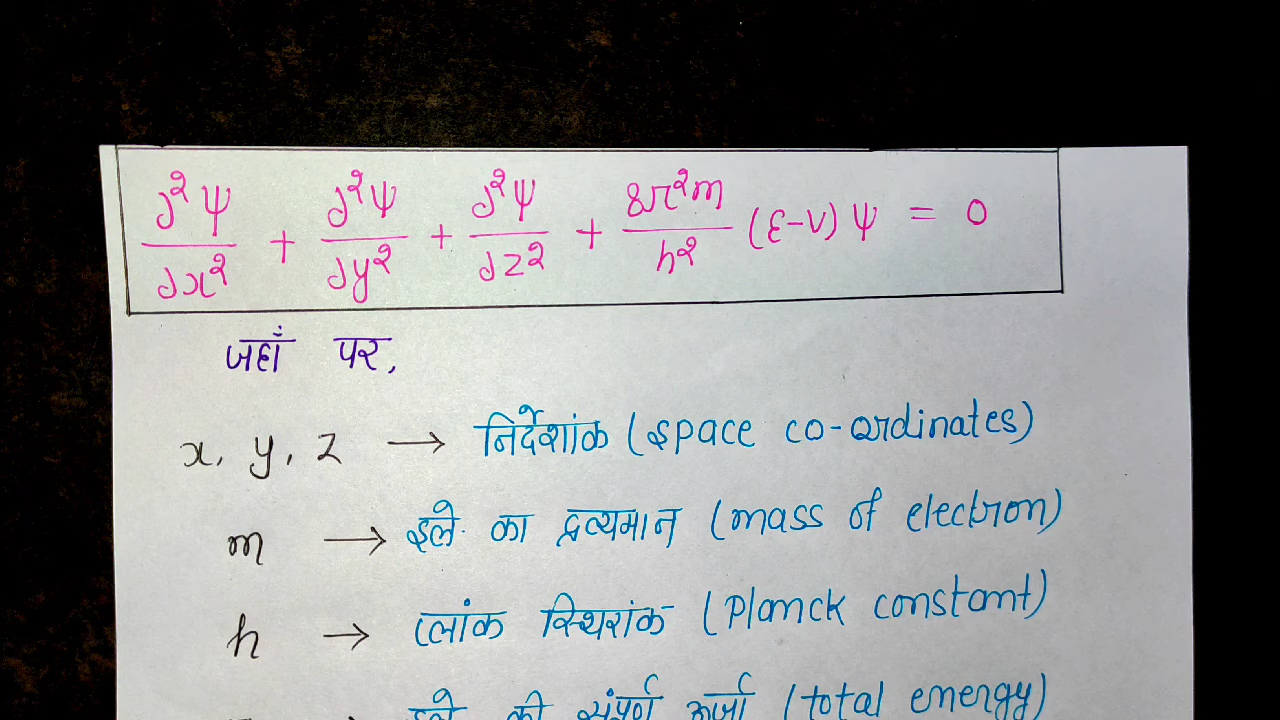 ∂²ψ/∂x² + ∂²ψ/∂y² + ∂²ψ/∂z² + 8π²m/h² (E-V) ψ = 0
जहाँ पर,
x, y, z → निर्देशांक (space co-ordinates)
m → इले. का द्रव्यमान (mass of electron)
h → प्लांक स्थिरांक (Planck constant)
→ इले. की संपूर्ण ऊर्जा (total energy)